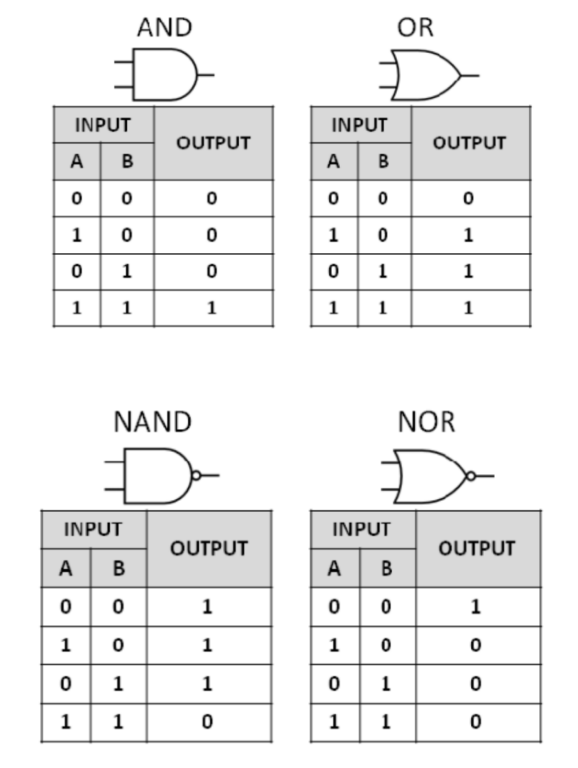 AND
INPUT OUTPUT
A B
0 0 0
1 0 0
0 1 0
1 1 1
OR
INPUT OUTPUT
A B
0 0 0
1 0 1
0 1 1
1 1 1
NAND
INPUT OUTPUT
A B
0 0 1
1 0 1
0 1 1
1 1 0
NOR
INPUT OUTPUT
A B
0 0 1
1 0 0
0 1 0
1 1 0